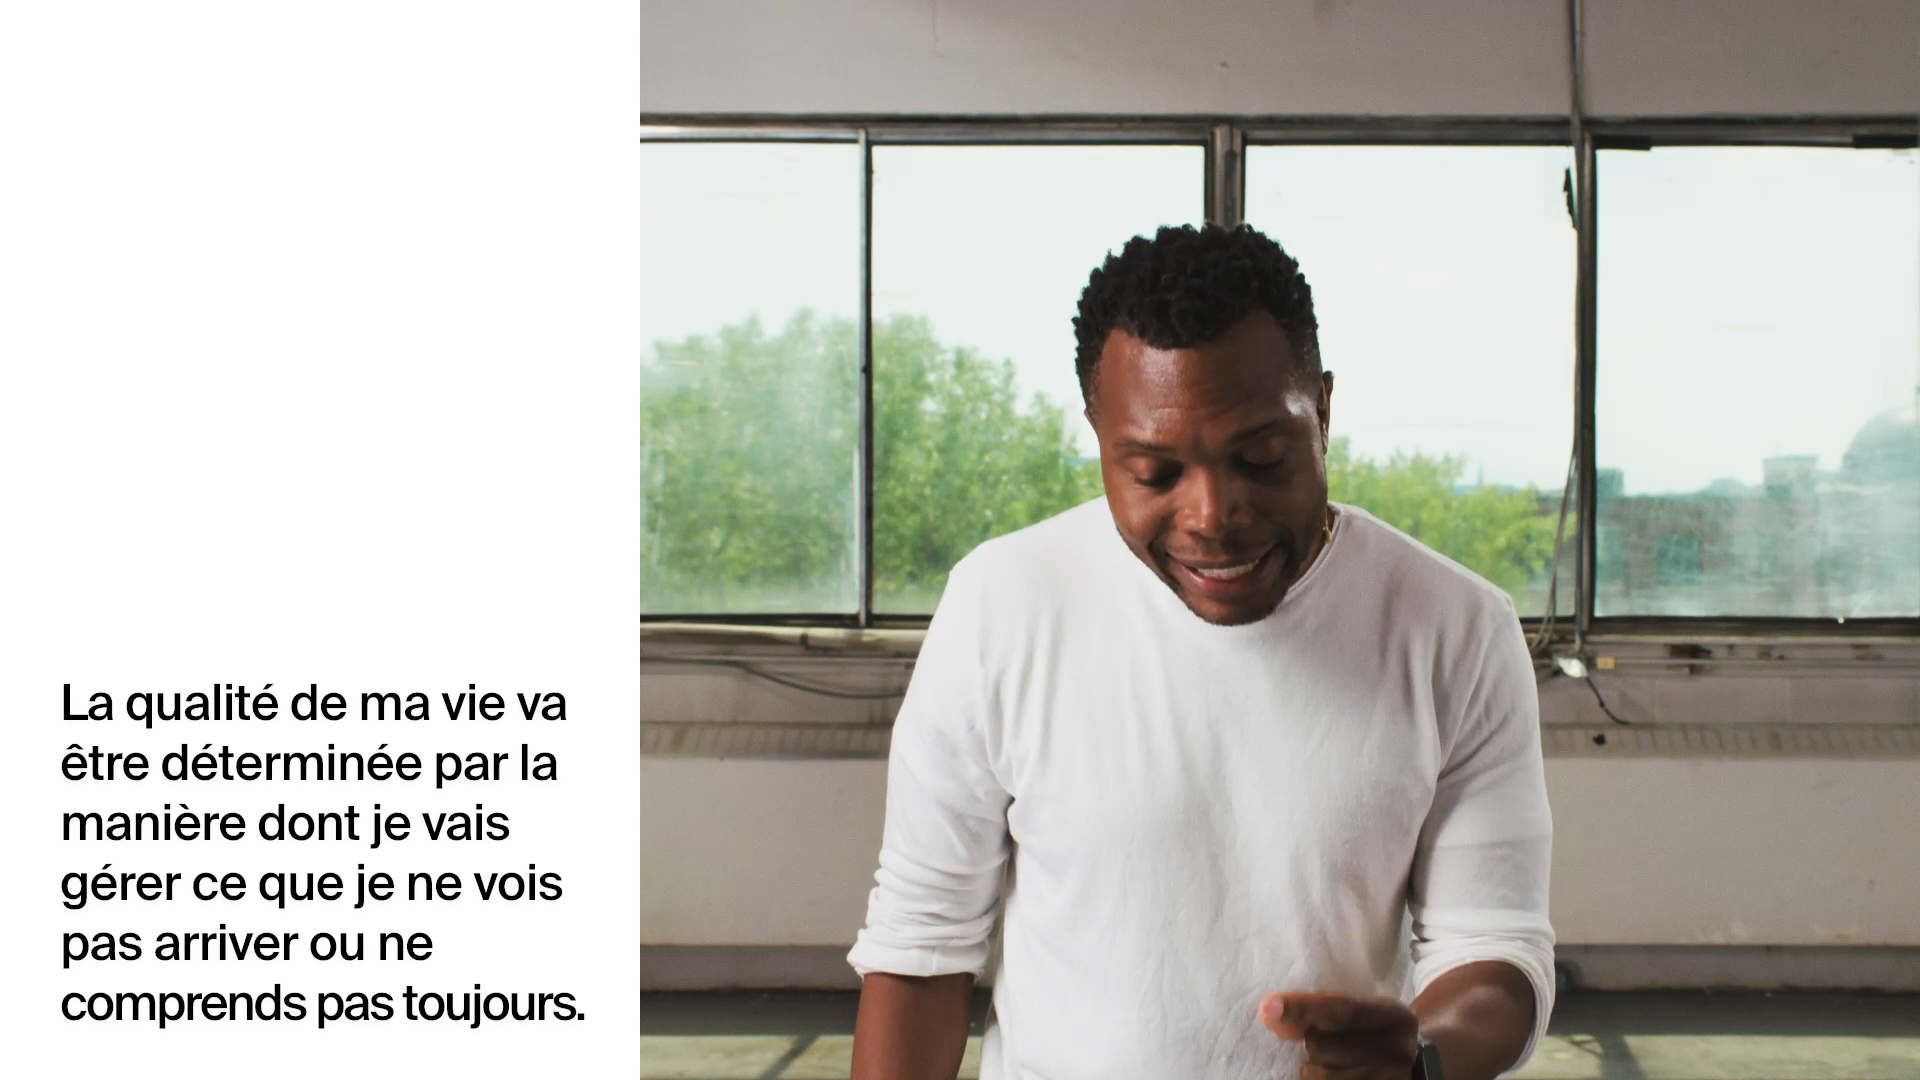 La qualité de ma vie va
être déterminée par la
manière dont je vais
gérer ce que je ne vois
pas arriver ou ne
comprends pas toujours.